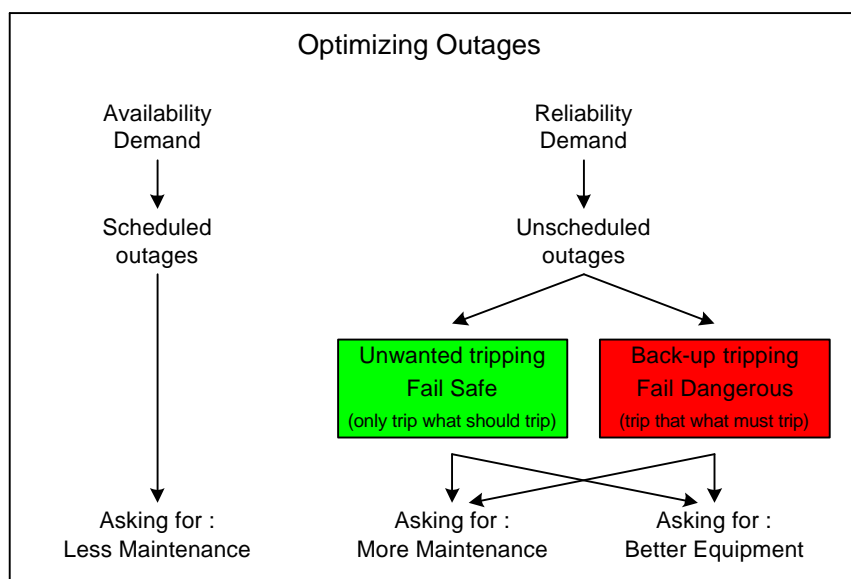 Optimizing Outages
Availability
Demand
Reliability
Demand
Scheduled
outages
Unscheduled
outages
Unwanted tripping
Fail Safe
(only trip what should trip)
Back-up tripping
Fail Dangerous
(trip that what must trip)
Asking for :
Less Maintenance
Asking for :
More Maintenance
Asking for :
Better Equipment